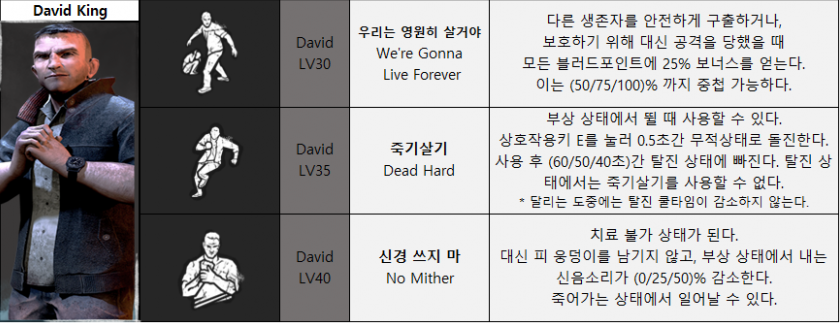 David King
David
LV30
우리는 영원히 살거야
We're Gonna
Live Forever
다른 생존자를 안전하게 구출하거나,
보호하기 위해 대신 공격을 당했을 때
모든 블러드포인트에 25% 보너스를 얻는다.
이는 (50/75/100)% 까지 중첩 가능하다.
David
LV35
죽기살기
Dead Hard
부상 상태에서 뛸 때 사용할 수 있다.
상호작용키 E를 눌러 0.5초간 무적상태로 돌진한다.
사용 후 (60/50/40초)간 탈진 상태에 빠진다. 탈진 상
태에서는 죽기살기를 사용할 수 없다.
* 달리는 도중에는 탈진 쿨타임이 감소하지 않는다.
David
LV40
신경 쓰지 마
No Mither
치료 불가 상태가 된다.
대신 피 웅덩이를 남기지 않고, 부상 상태에서 내는
신음소리가 (0/25/50)% 감소한다.
죽어가는 상태에서 일어날 수 있다.